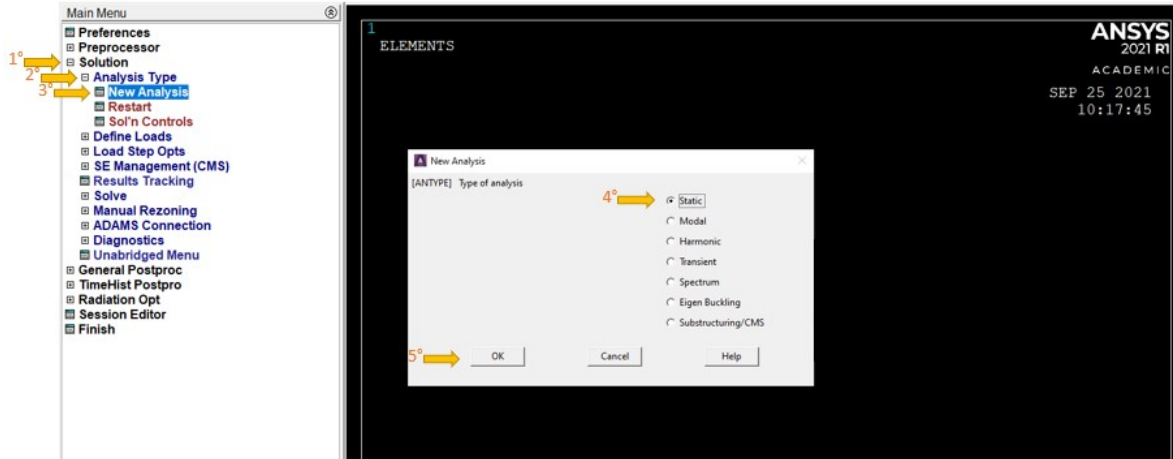 Main Menu
Preferences
Preprocessor
1° Solution
2° Analysis Type
3° New Analysis
Restart
Sol'n Controls
Define Loads
Load Step Opts
SE Management (CMS)
Results Tracking
Solve
Manual Rezoning
ADAMS Connection
Diagnostics
Unabridged Menu
General Postproc
TimeHist Postpro
Radiation Opt
Session Editor
Finish
1
ELEMENTS
ANSYS
2021 R1
ACADEMIC
SEP 25 2021
10:17:45
New Analysis
[ANTYPE] Type of analysis
4° Static
Modal
Harmonic
Transient
Spectrum
Eigen Buckling
Substructuring/CMS
5° OK Cancel Help